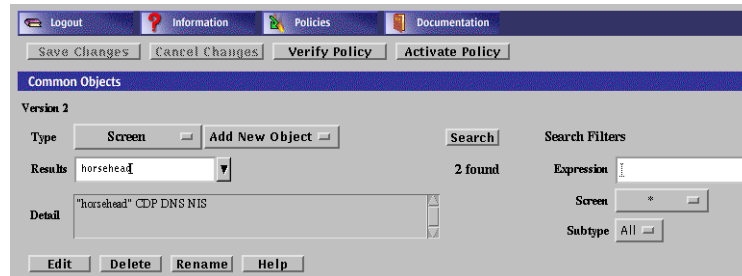 Logout Information Policies Documentation
Save Changes Cancel Changes Verify Policy Activate Policy
Common Objects
Version 2
Type Screen Add New Object Search Search Filters
Results horsehead 2 found Expression
Screen *
Detail "horsehead" CDP DNS NIS
Subtype All
Edit Delete Rename Help